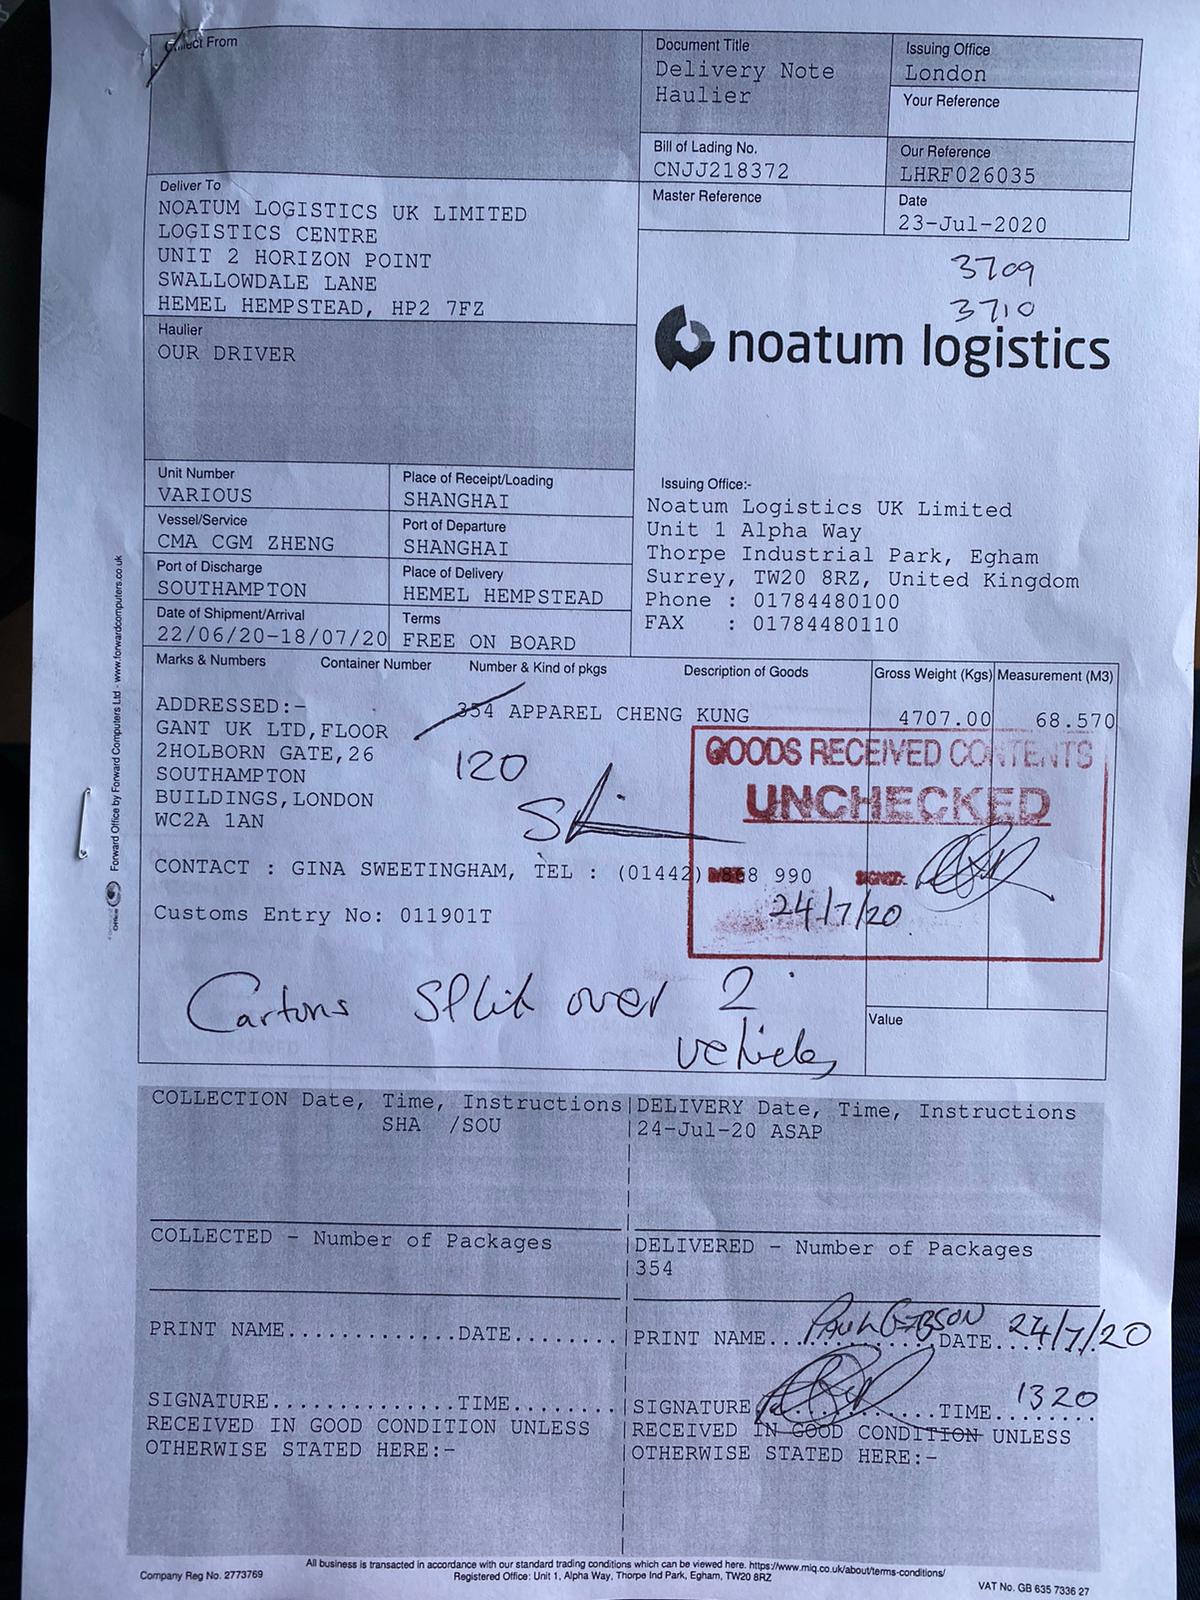 Collect From
Document Title
Delivery Note
Haulier
Issuing Office
London
Your Reference
Bill of Lading No.
CNJJ218372
Our Reference
LHRF026035
Master Reference
Date
23-Jul-2020
Deliver To
NOATUM LOGISTICS UK LIMITED
LOGISTICS CENTRE
UNIT 2 HORIZON POINT
SWALLOWDALE LANE
HEMEL HEMPSTEAD, HP2 7FZ
3709
3710
noatum logistics
Haulier
OUR DRIVER
Unit Number
VARIOUS
Place of Receipt/Loading
SHANGHAI
Vessel/Service
CMA CGM ZHENG
Port of Departure
SHANGHAI
Port of Discharge
SOUTHAMPTON
Place of Delivery
HEMEL HEMPSTEAD
Date of Shipment/Arrival
22/06/20-18/07/20
Terms
FREE ON BOARD
Issuing Office:-
Noatum Logistics UK Limited
Unit 1 Alpha Way
Thorpe Industrial Park, Egham
Surrey, TW20 8RZ, United Kingdom
Phone : 01784480100
FAX : 01784480110
Marks & Numbers Container Number Number & Kind of pkgs Description of Goods Gross Weight (Kgs) Measurement (M3)
ADDRESSED:-
GANT UK LTD,FLOOR
2HOLBORN GATE,26
SOUTHAMPTON
BUILDINGS,LONDON
WC2A 1AN
354 APPAREL CHENG KUNG 4707.00 68.570
120
GOODS RECEIVED CONTENTS
UNCHECKED
CONTACT : GINA SWEETINGHAM, TEL : (01442) 868 990
SIGNED:
24/7/20
Customs Entry No: 011901T
Cartons split over 2
vehicles
Value
COLLECTION Date, Time, Instructions
SHA /SOU
DELIVERY Date, Time, Instructions
24-Jul-20 ASAP
COLLECTED - Number of Packages
DELIVERED - Number of Packages
354
PRINT NAME.............DATE........
PRINT NAME... PAUL GIBSON DATE.... 24/7/20
SIGNATURE..............TIME........
RECEIVED IN GOOD CONDITION UNLESS
OTHERWISE STATED HERE:-
SIGNATURE TIME 1320
RECEIVED IN GOOD CONDITION UNLESS
OTHERWISE STATED HERE:-
All business is transacted in accordance with our standard trading conditions which can be viewed here. https://www.miq.co.uk/about/terms-conditions/
Company Reg No. 2773769
Registered Office: Unit 1, Alpha Way, Thorpe Ind Park, Egham, TW20 8RZ
VAT No. GB 635 7336 27
Forward Office by Forward Computers Ltd - www.forwardcomputers.co.uk